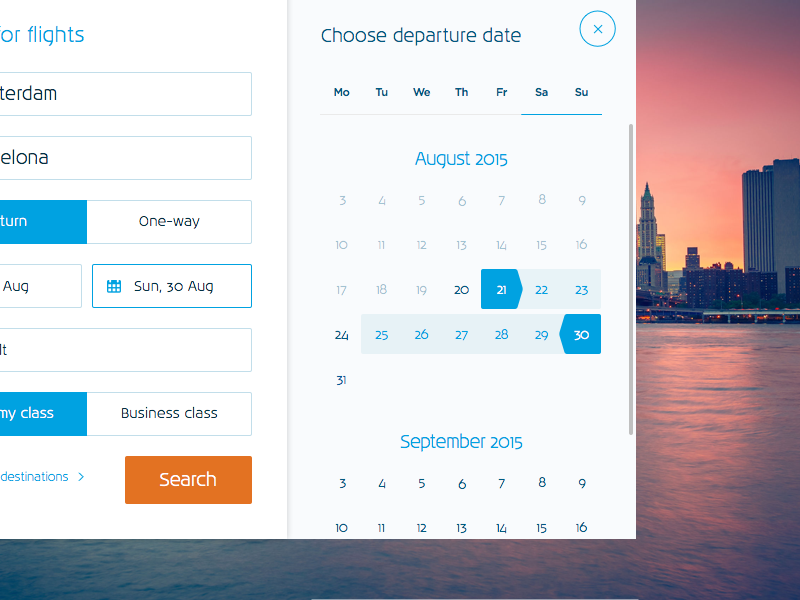 for flights
terdam
elona
turn One-way
Aug Sun, 30 Aug
lt
my class Business class
destinations >
Search
Choose departure date
Mo Tu We Th Fr Sa Su
August 2015
3 4 5 6 7 8 9
10 11 12 13 14 15 16
17 18 19 20 21 22 23
24 25 26 27 28 29 30
31
September 2015
3 4 5 6 7 8 9
10 11 12 13 14 15 16